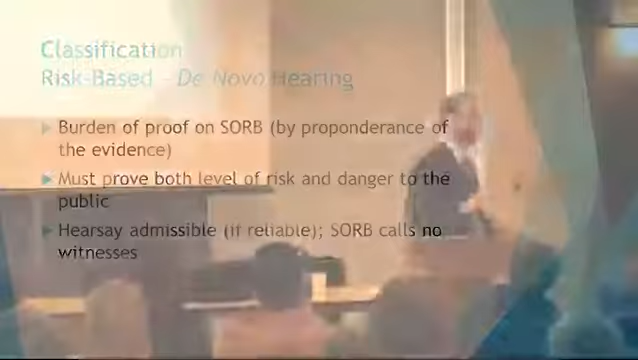 Classification
Risk-Based - De Novo Hearing
Burden of proof on SORB (by proponderance of
the evidence)
Must prove both level of risk and danger to the
public
Hearsay admissible (if reliable); SORB calls no
witnesses